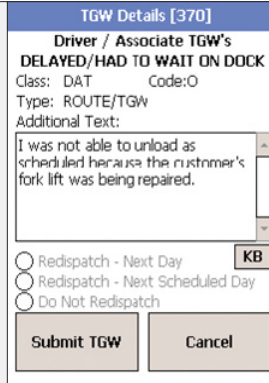 TGW Details [370]
Driver / Associate TGW's
DELAYED/HAD TO WAIT ON DOCK
Class: DAT Code:O
Type: ROUTE/TGW
Additional Text:
I was not able to unload as
scheduled because the customer's
fork lift was being repaired.
KB
Redispatch - Next Day
Redispatch - Next Scheduled Day
Do Not Redispatch
Submit TGW Cancel